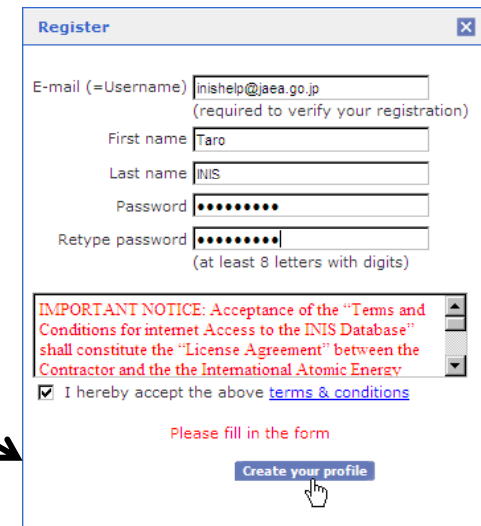 Register
E-mail (=Username) inishelp@jaea.go.jp
(required to verify your registration)
First name Taro
Last name INIS
Password •••••••••
Retype password •••••••••
(at least 8 letters with digits)
IMPORTANT NOTICE: Acceptance of the “Terms and
Conditions for internet Access to the INIS Database”
shall constitute the “License Agreement” between the
Contractor and the the International Atomic Energy
I hereby accept the above terms & conditions
Please fill in the form
Create your profile